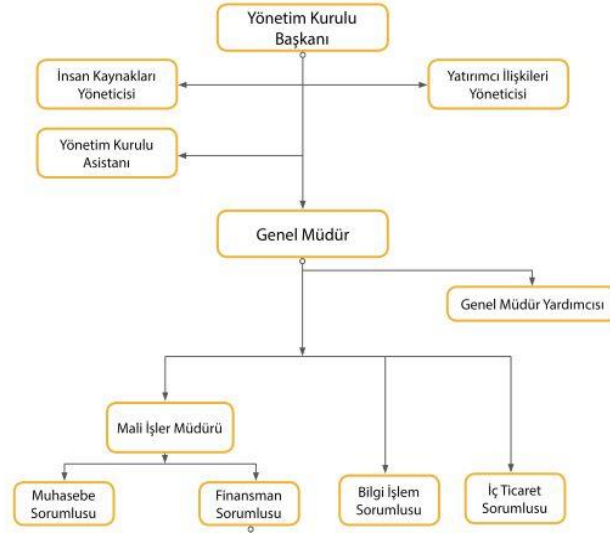 Yönetim Kurulu
Başkanı
İnsan Kaynakları
Yöneticisi
Yatırımcı İlişkileri
Yöneticisi
Yönetim Kurulu
Asistanı
Genel Müdür
Genel Müdür Yardımcısı
Mali İşler Müdürü
Muhasebe
Sorumlusu
Finansman
Sorumlusu
Bilgi İşlem
Sorumlusu
İç Ticaret
Sorumlusu